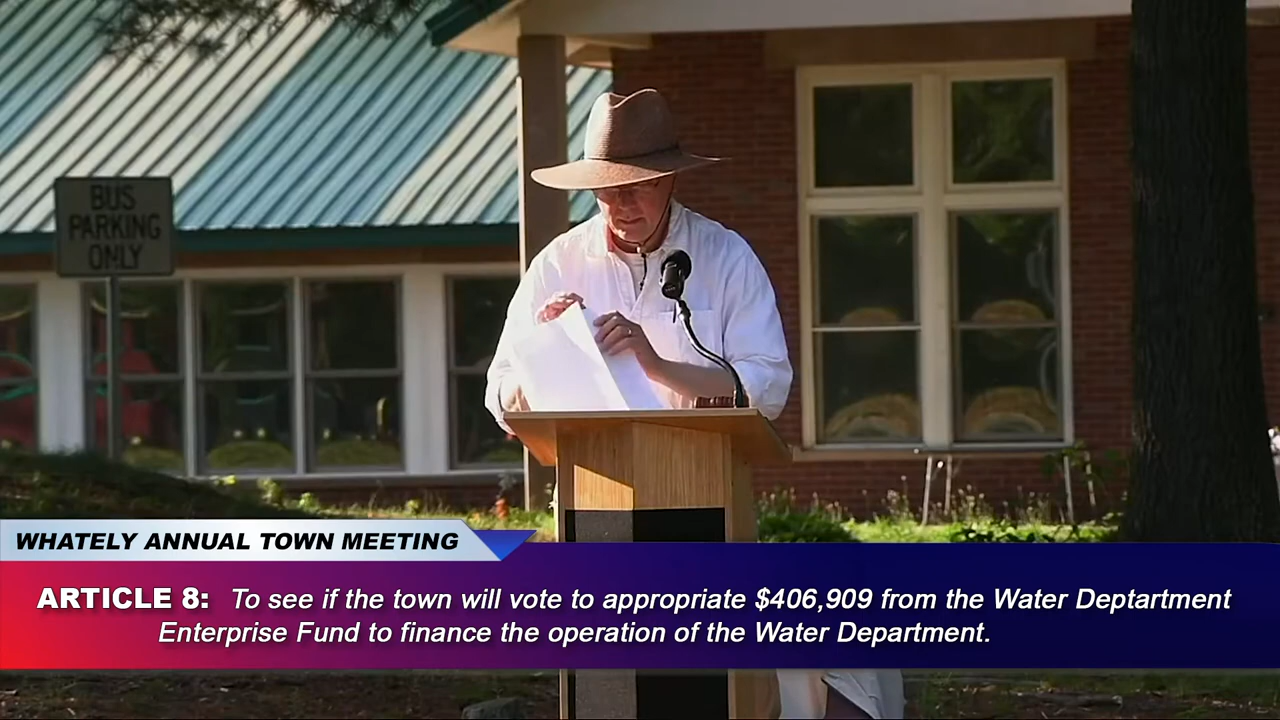 BUS
PARKING
ONLY
WHATELY ANNUAL TOWN MEETING
ARTICLE 8: To see if the town will vote to appropriate $406,909 from the Water Deptartment
Enterprise Fund to finance the operation of the Water Department.